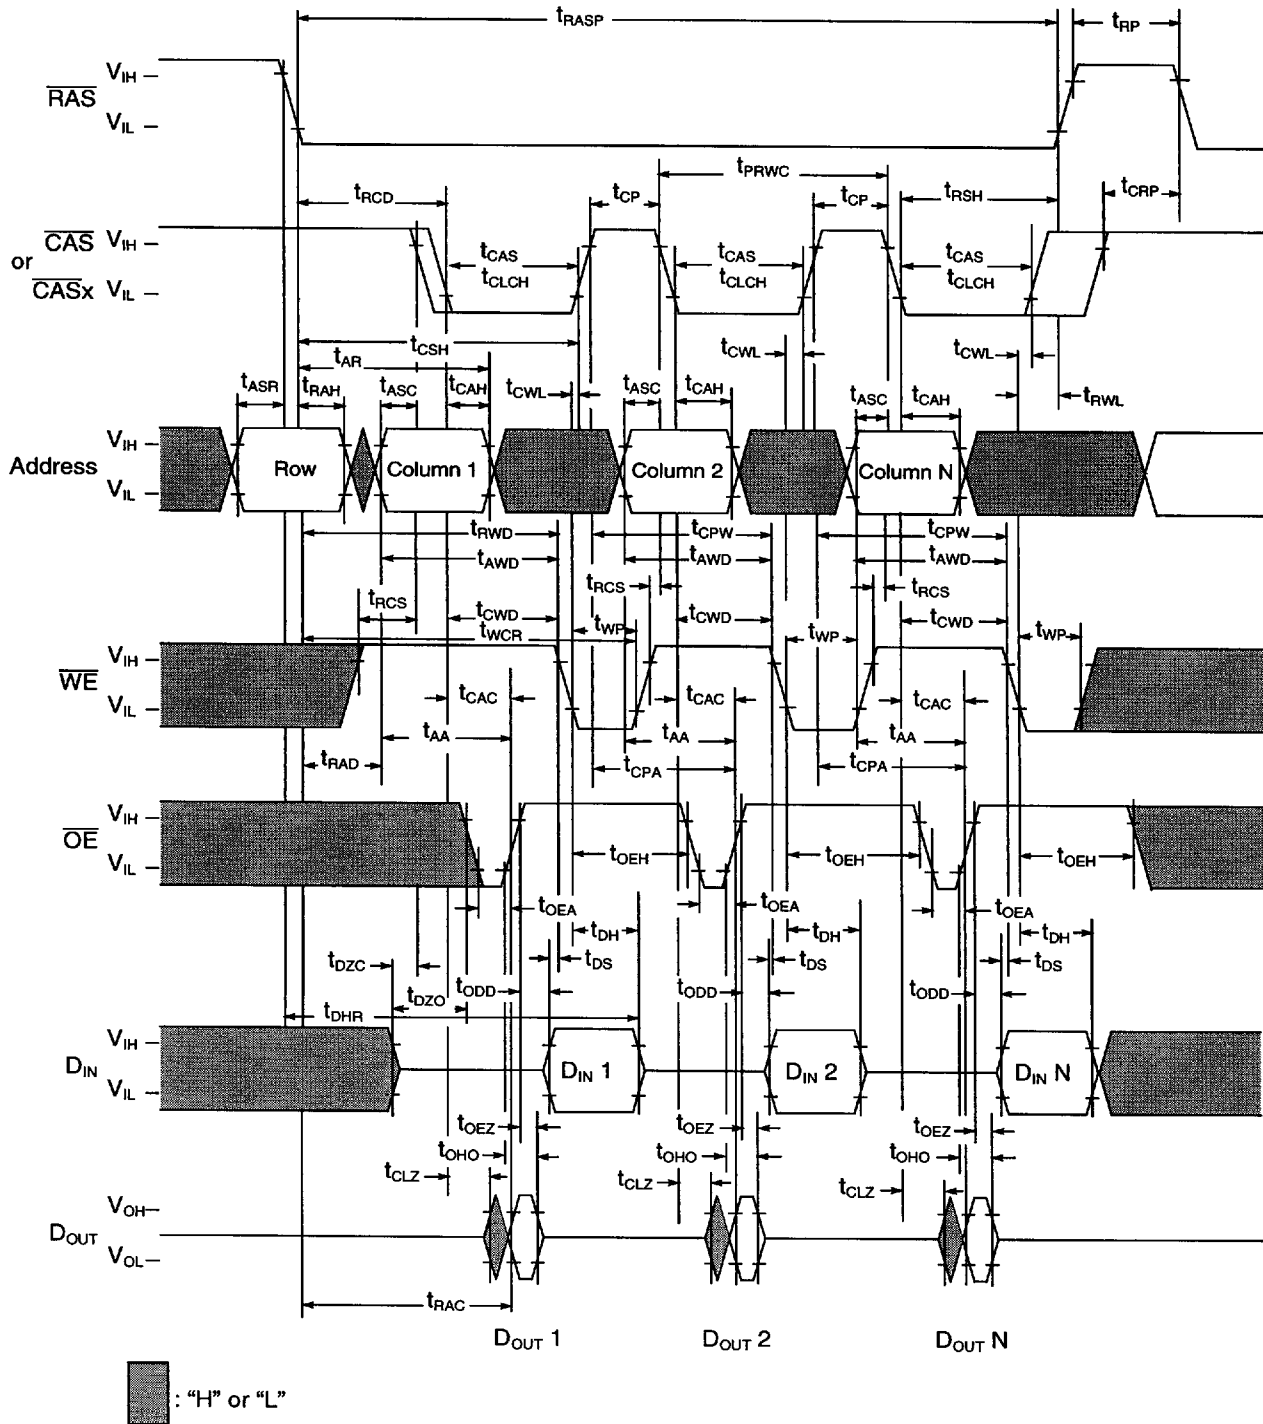 tRASP tRP
VIH
RAS
VIL
tPRWC
tRCD tCP tCP tRSH tCRP
CAS VIH
or
CASx VIL
tCAS tCAS tCAS
tCLCH tCLCH tCLCH
tCSH
tCWL tCWL
tAR
tASR tRAH tASC tCAH tCWL tASC tCAH tASC tCAH tRWL
VIH
Address Row Column 1 Column 2 Column N
VIL
tRWD tCPW tCPW
tAWD tAWD tAWD
tRCS tRCS
tRCS tCWD tWP tCWD tWP tCWD tWP
tWCR
VIH
WE
VIL
tCAC tCAC tCAC
tAA tAA tAA
tRAD tCPA tCPA
VIH
OE
VIL
tOEH tOEH tOEH
tOEA tOEA tOEA
tDH tDH tDH
tDZC tDS tDS tDS
tDZO tODD tODD tODD
tDHR
VIH
DIN DIN 1 DIN 2 DIN N
VIL
tOEZ tOEZ tOEZ
tOHO tOHO tOHO
tCLZ tCLZ tCLZ
VOH
DOUT
VOL
tRAC
DOUT 1 DOUT 2 DOUT N
: “H” or “L”